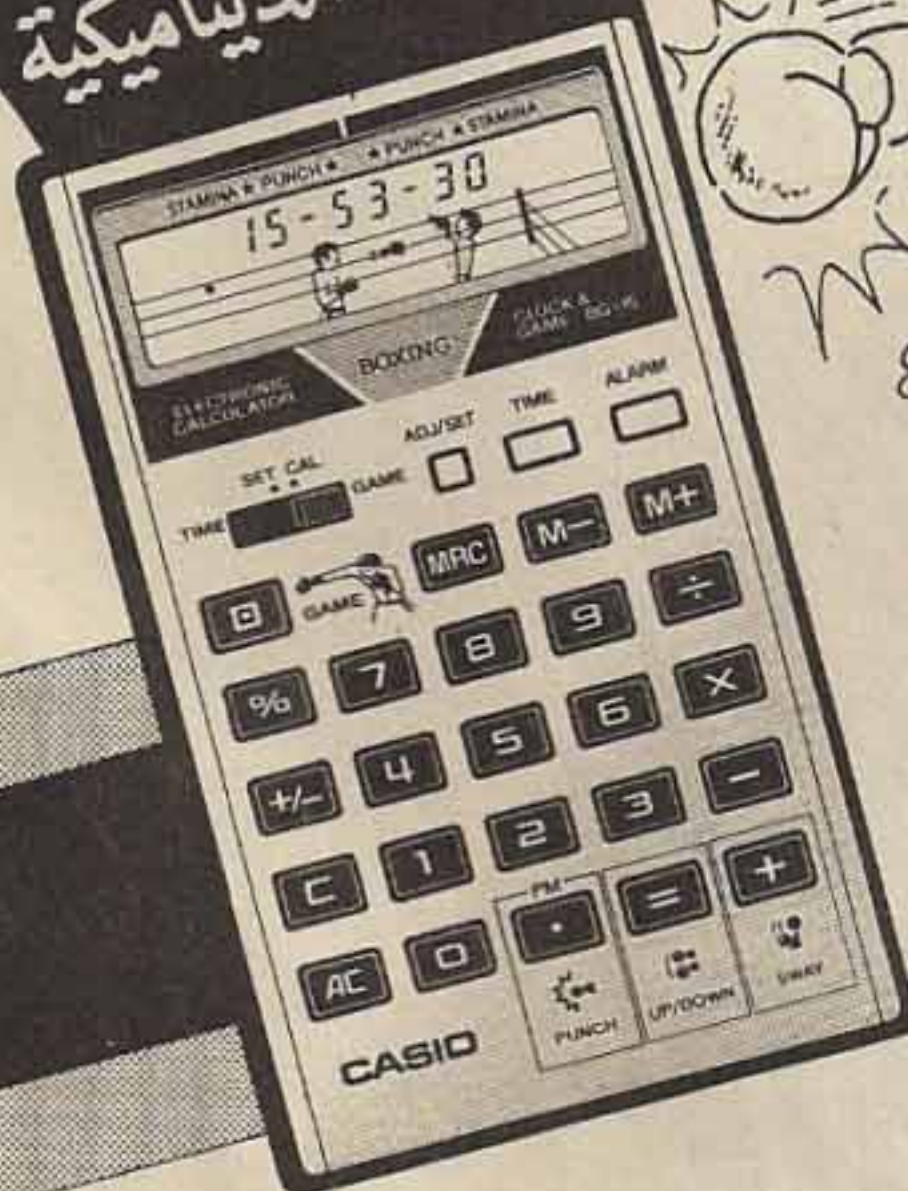 الديناميكية
STAMINA ★ PUNCH ★ ★ PUNCH ★ STAMINA
15-53-30
ELECTRONIC
CALCULATOR
BOXING
CLOCK &
GAME BG-15
TIME
SET CAL
GAME
ADJ/SET
TIME
ALARM
GAME
MRC
M−
M+
%
7
8
9
÷
+/−
4
5
6
×
C
1
2
3
−
PM
AC
0
·
=
+
PUNCH
UP/DOWN
SWAY
CASIO